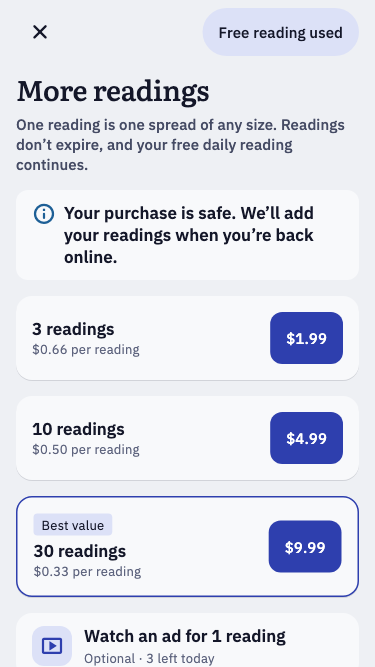 Free reading used
More readings
One reading is one spread of any size. Readings
don’t expire, and your free daily reading
continues.
Your purchase is safe. We’ll add
your readings when you’re back
online.
3 readings
$0.66 per reading
$1.99
10 readings
$0.50 per reading
$4.99
Best value
30 readings
$0.33 per reading
$9.99
Watch an ad for 1 reading
Optional · 3 left today